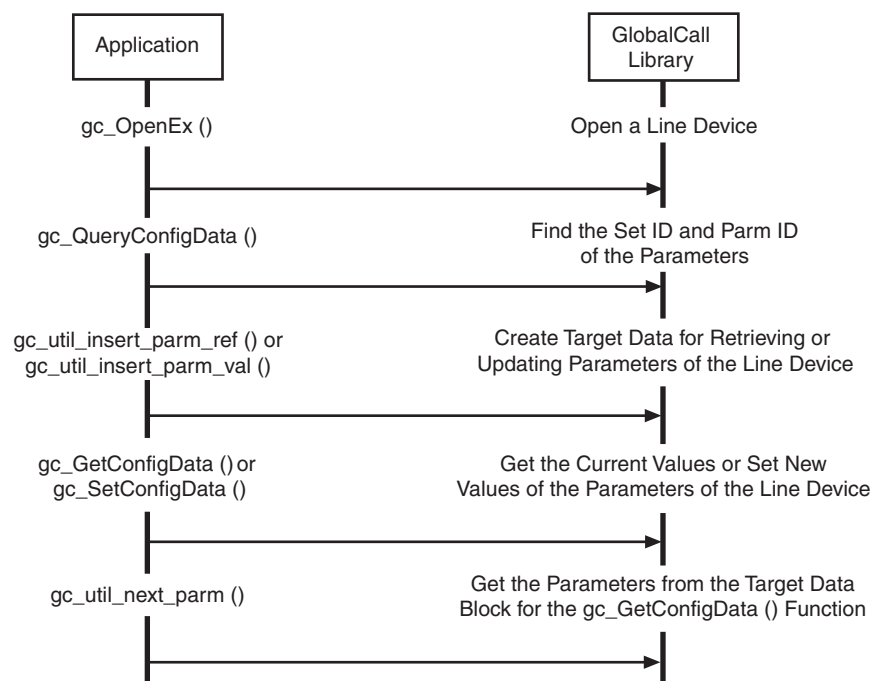 Application
GlobalCall
Library
gc_OpenEx ()
Open a Line Device
gc_QueryConfigData ()
Find the Set ID and Parm ID
of the Parameters
gc_util_insert_parm_ref () or
gc_util_insert_parm_val ()
Create Target Data for Retrieving or
Updating Parameters of the Line Device
gc_GetConfigData () or
gc_SetConfigData ()
Get the Current Values or Set New
Values of the Parameters of the Line Device
gc_util_next_parm ()
Get the Parameters from the Target Data
Block for the gc_GetConfigData () Function